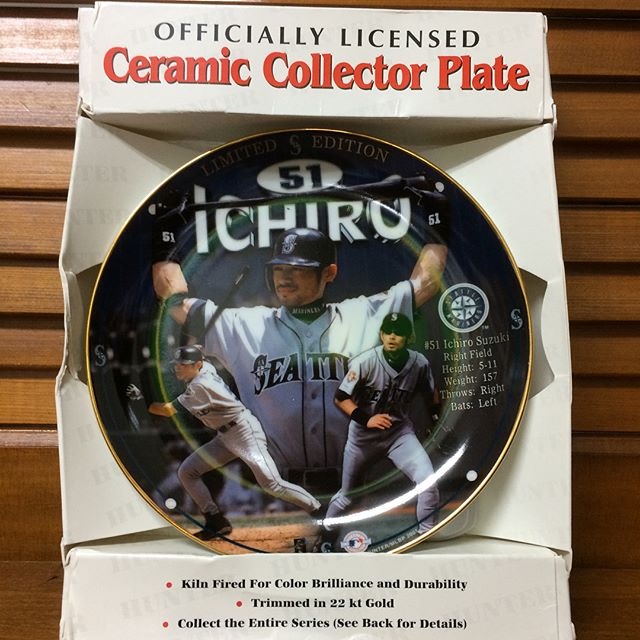 OFFICIALLY LICENSED
Ceramic Collector Plate
LIMITED S EDITION
51
ICHIRO
51
51
MARINERS
SEATTLE
#51 Ichiro Suzuki
Right Field
Height: 5-11
Weight: 157
Throws: Right
Bats: Left
• Kiln Fired For Color Brilliance and Durability
• Trimmed in 22 kt Gold
• Collect the Entire Series (See Back for Details)
HUNTER